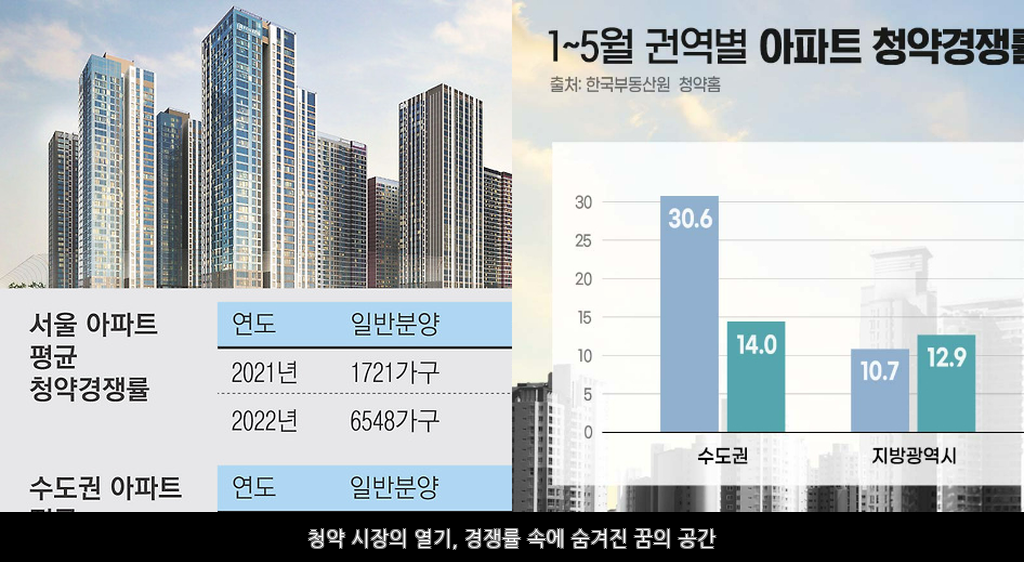 서울 아파트
평균
청약경쟁률
연도 일반분양
2021년 1721가구
2022년 6548가구
수도권 아파트
연도 일반분양
1~5월 권역별 아파트 청약경쟁률
출처: 한국부동산원 청약홈
30
25
20
15
10
5
0
30.6
14.0
10.7
12.9
수도권
지방광역시
청약 시장의 열기, 경쟁률 속에 숨겨진 꿈의 공간